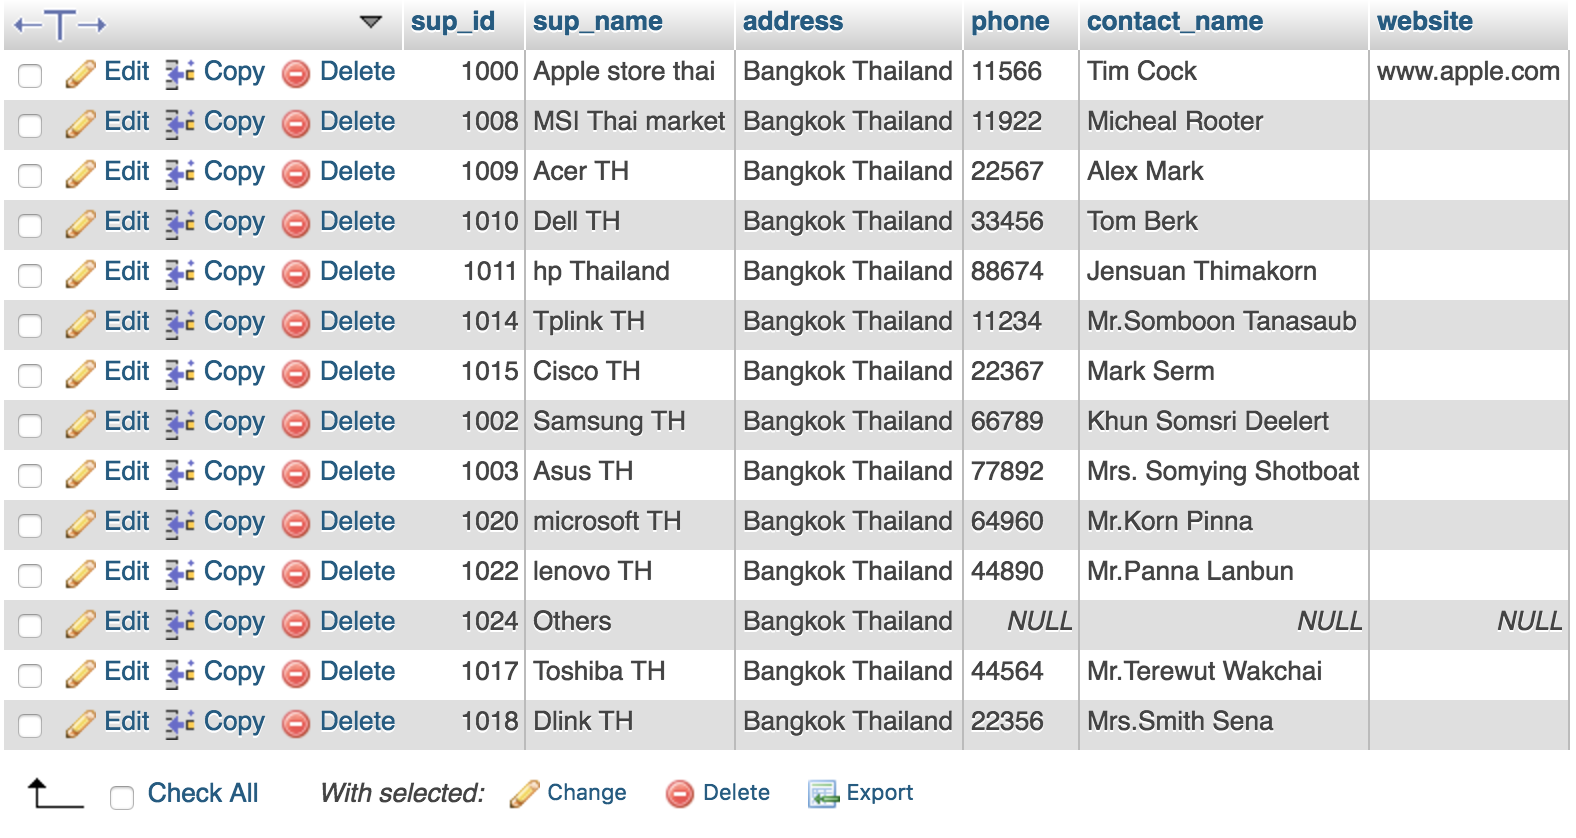 sup_id sup_name address phone contact_name website
Edit Copy Delete 1000 Apple store thai Bangkok Thailand 11566 Tim Cock www.apple.com
Edit Copy Delete 1008 MSI Thai market Bangkok Thailand 11922 Micheal Rooter
Edit Copy Delete 1009 Acer TH Bangkok Thailand 22567 Alex Mark
Edit Copy Delete 1010 Dell TH Bangkok Thailand 33456 Tom Berk
Edit Copy Delete 1011 hp Thailand Bangkok Thailand 88674 Jensuan Thimakorn
Edit Copy Delete 1014 Tplink TH Bangkok Thailand 11234 Mr.Somboon Tanasaub
Edit Copy Delete 1015 Cisco TH Bangkok Thailand 22367 Mark Serm
Edit Copy Delete 1002 Samsung TH Bangkok Thailand 66789 Khun Somsri Deelert
Edit Copy Delete 1003 Asus TH Bangkok Thailand 77892 Mrs. Somying Shotboat
Edit Copy Delete 1020 microsoft TH Bangkok Thailand 64960 Mr.Korn Pinna
Edit Copy Delete 1022 lenovo TH Bangkok Thailand 44890 Mr.Panna Lanbun
Edit Copy Delete 1024 Others Bangkok Thailand NULL NULL NULL
Edit Copy Delete 1017 Toshiba TH Bangkok Thailand 44564 Mr.Terewut Wakchai
Edit Copy Delete 1018 Dlink TH Bangkok Thailand 22356 Mrs.Smith Sena
Check All With selected: Change Delete Export